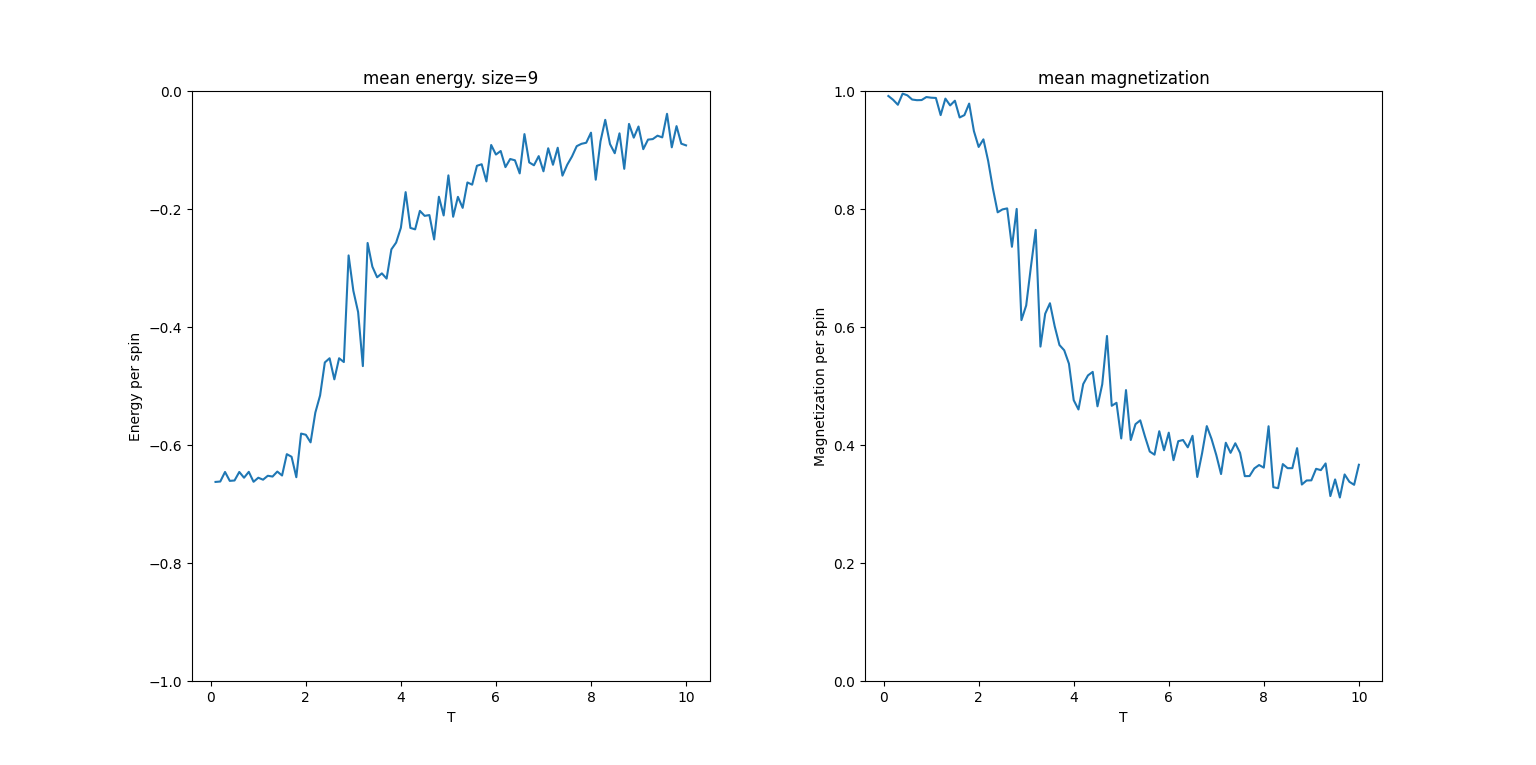 mean energy. size=9
0.0
−0.2
−0.4
−0.6
−0.8
−1.0
Energy per spin
0 2 4 6 8 10
T
mean magnetization
1.0
0.8
0.6
0.4
0.2
0.0
Magnetization per spin
0 2 4 6 8 10
T